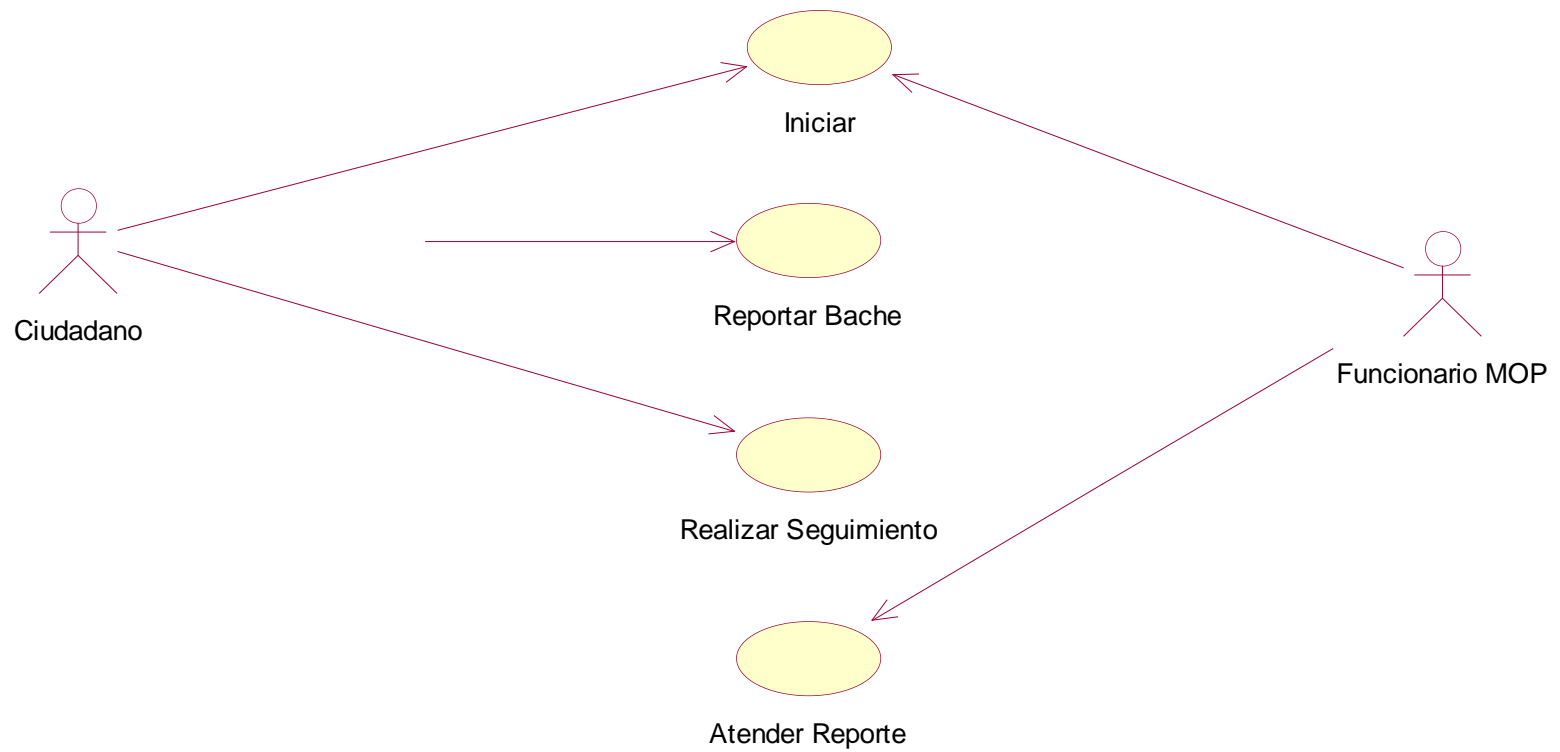 Iniciar
Reportar Bache
Ciudadano
Funcionario MOP
Realizar Seguimiento
Atender Reporte